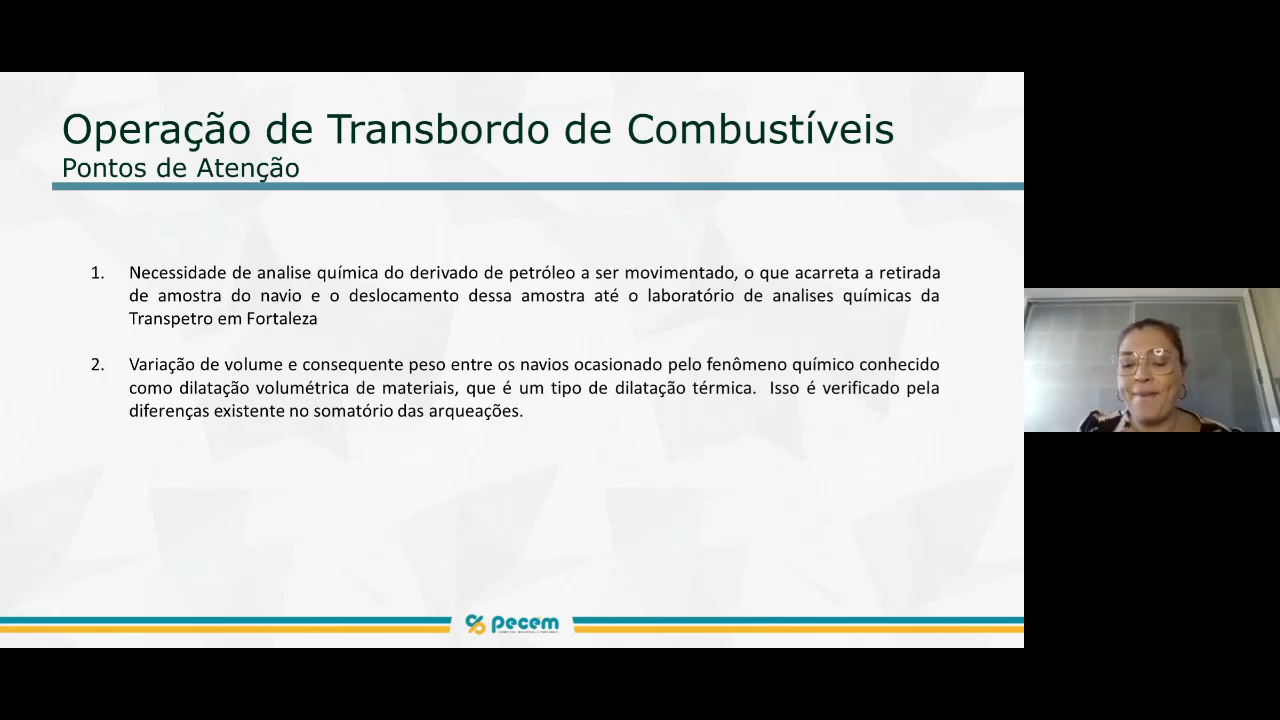 Operação de Transbordo de Combustíveis
Pontos de Atenção
1. Necessidade de analise química do derivado de petróleo a ser movimentado, o que acarreta a retirada
de amostra do navio e o deslocamento dessa amostra até o laboratório de analises químicas da
Transpetro em Fortaleza
2. Variação de volume e consequente peso entre os navios ocasionado pelo fenômeno químico conhecido
como dilatação volumétrica de materiais, que é um tipo de dilatação térmica. Isso é verificado pela
diferenças existente no somatório das arqueações.
pecem